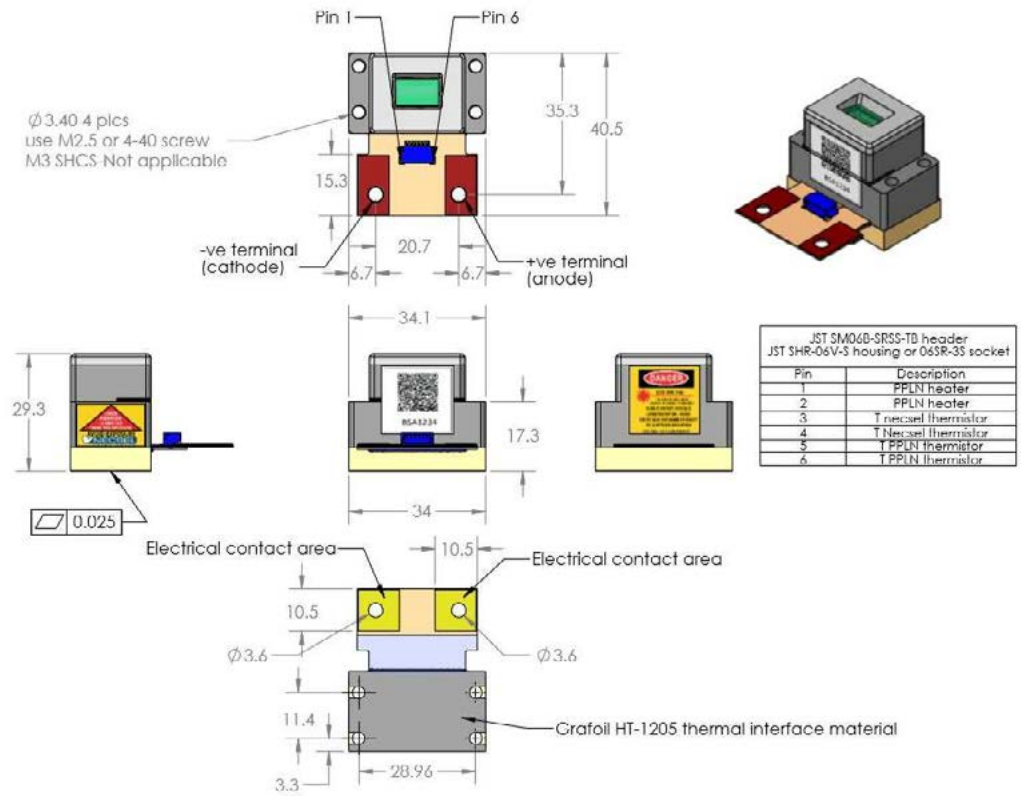 Pin 1
Pin 6
Ø 3.40 4 plcs
use M2.5 or 4-40 screw
M3 SHCS Not applicable
35.3
40.5
15.3
20.7
6.7
6.7
-ve terminal
(cathode)
+ve terminal
(anode)
BSA1234
34.1
29.3
BSA1234
DANGER
17.3
34
0.025
JST SM06B-SRSS-TB header
JST SHR-06V-S housing or 06SR-3S socket
Pin Description
1 PPLN heater
2 PPLN heater
3 T necsel thermistor
4 T Necsel thermistor
5 T PPLN thermistor
6 T PPLN thermistor
Electrical contact area
10.5
Electrical contact area
10.5
Ø3.6
Ø3.6
11.4
Grafoil HT-1205 thermal interface material
28.96
3.3